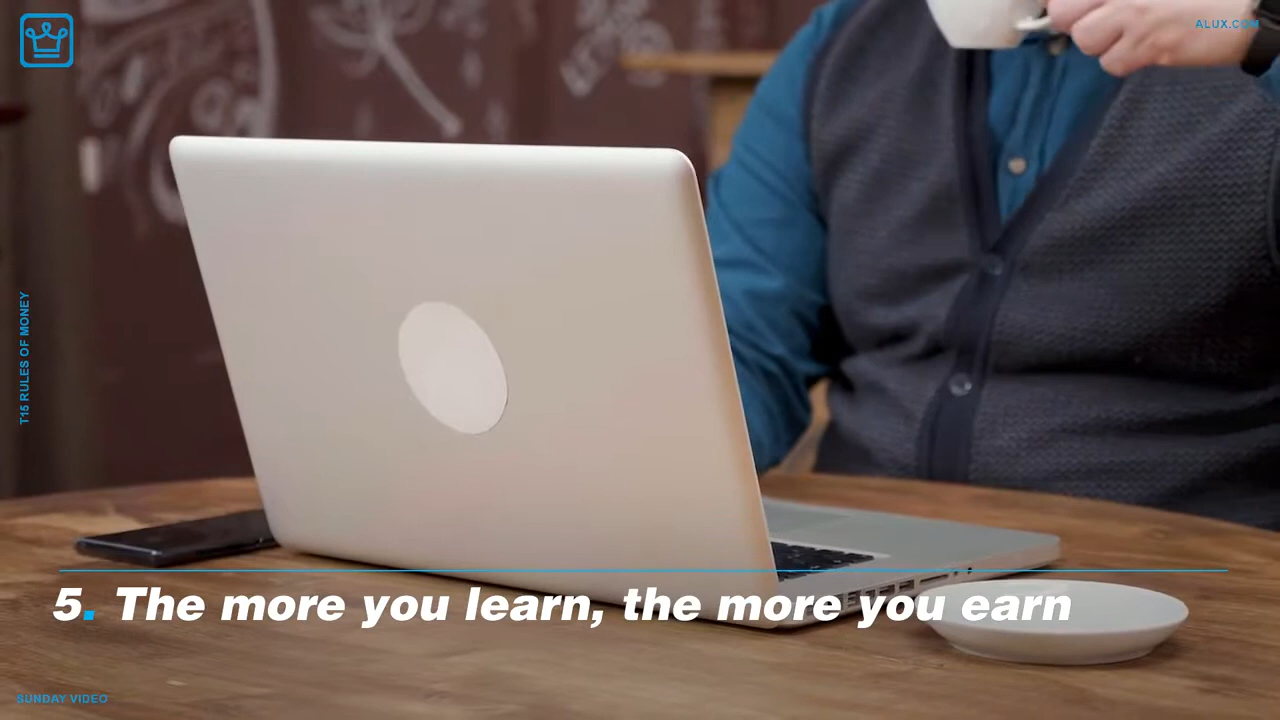 ALUX.COM
T15 RULES OF MONEY
5. The more you learn, the more you earn
SUNDAY VIDEO